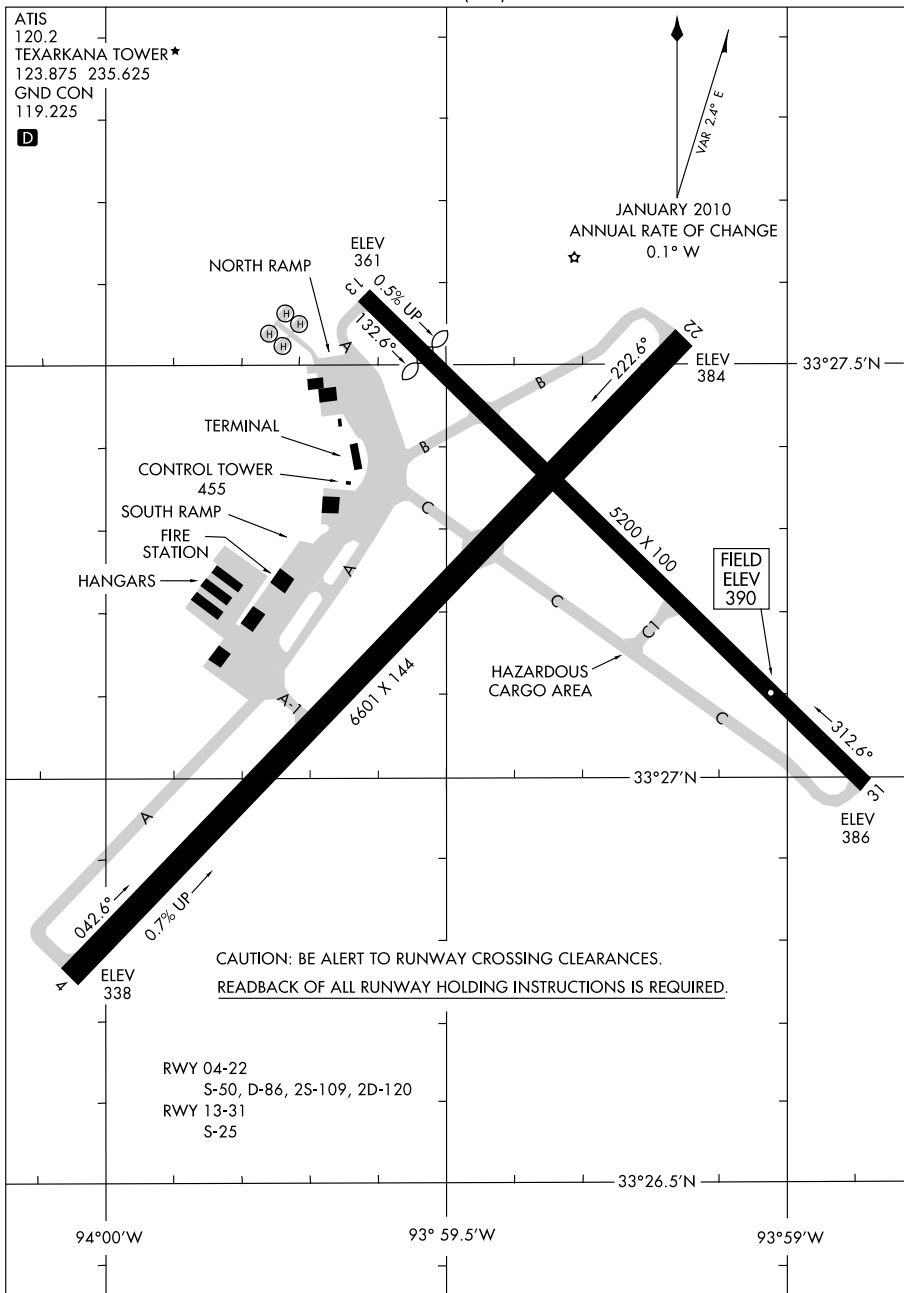 ATIS
120.2
TEXARKANA TOWER★
123.875 235.625
GND CON
119.225
D
VAR 2.4° E
JANUARY 2010
ANNUAL RATE OF CHANGE
0.1° W
ELEV
361
NORTH RAMP
13
0.5% UP
132.6°
H
H
H
H
A
22
ELEV
384
222.6°
33°27.5'N
B
B
TERMINAL
CONTROL TOWER
455
SOUTH RAMP
FIRE
STATION
HANGARS
C
A
5200 X 100
FIELD
ELEV
390
C
C1
HAZARDOUS
CARGO AREA
6601 X 144
A-1
C
312.6°
33°27'N
31
ELEV
386
A
042.6°
0.7% UP
4
ELEV
338
CAUTION: BE ALERT TO RUNWAY CROSSING CLEARANCES.
READBACK OF ALL RUNWAY HOLDING INSTRUCTIONS IS REQUIRED.
RWY 04-22
S-50, D-86, 2S-109, 2D-120
RWY 13-31
S-25
33°26.5'N
94°00'W
93° 59.5'W
93°59'W